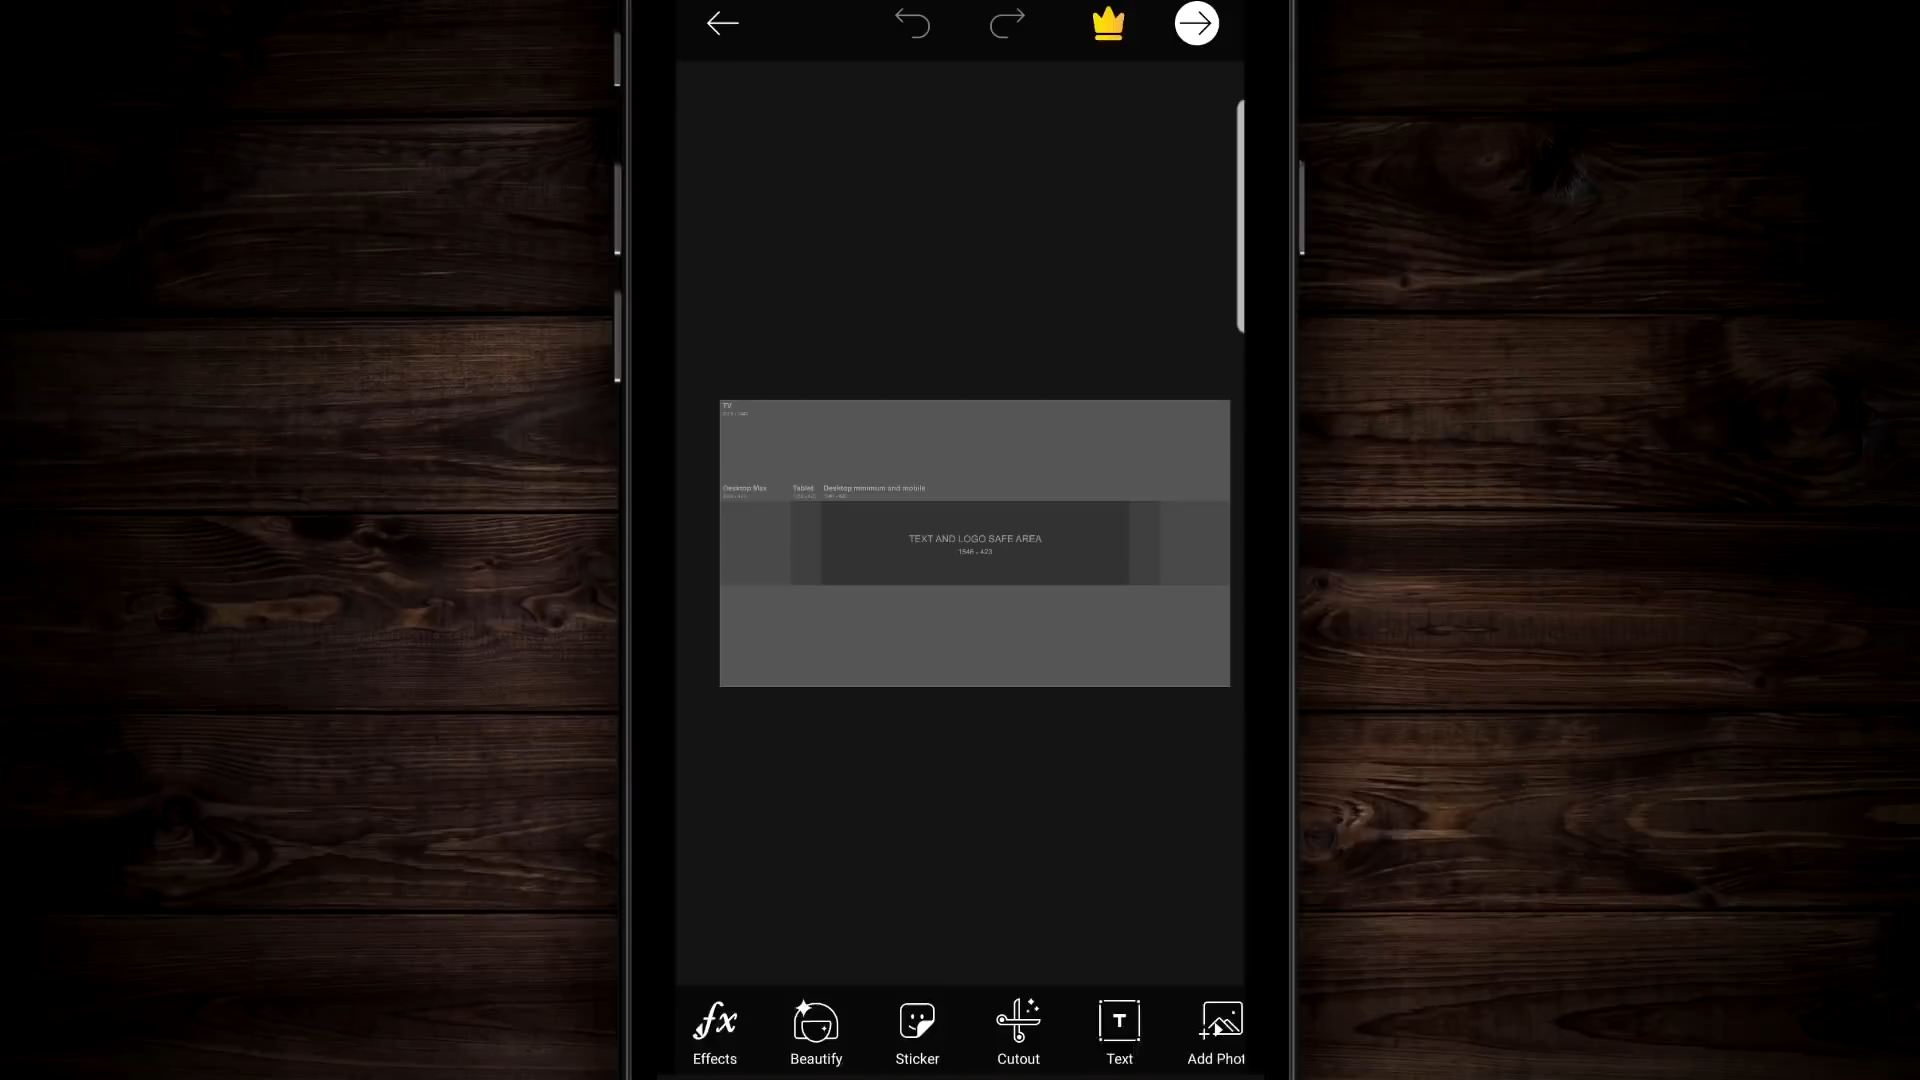 TV
Desktop Max
Tablet
Desktop minimum and mobile
TEXT AND LOGO SAFE AREA
1546 × 423
fx
T
Effects
Beautify
Sticker
Cutout
Text
Add Phot